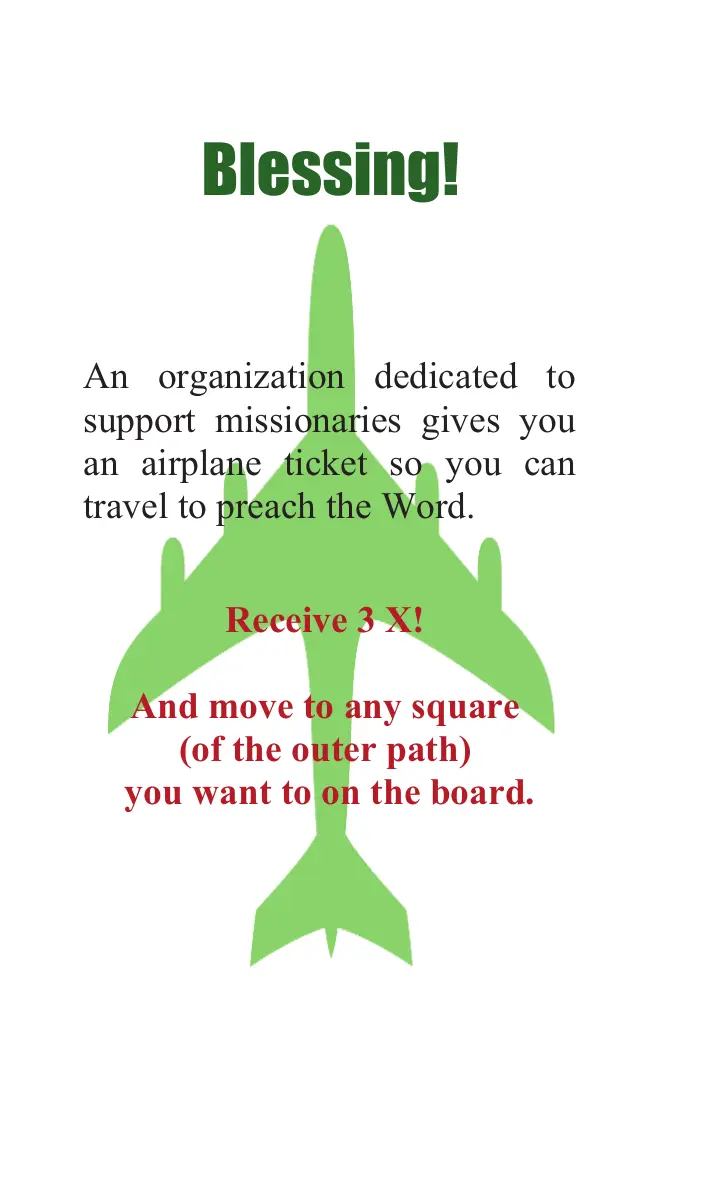 Blessing!
An organization dedicated to
support missionaries gives you
an airplane ticket so you can
travel to preach the Word.
Receive 3 X!
And move to any square
(of the outer path)
you want to on the board.